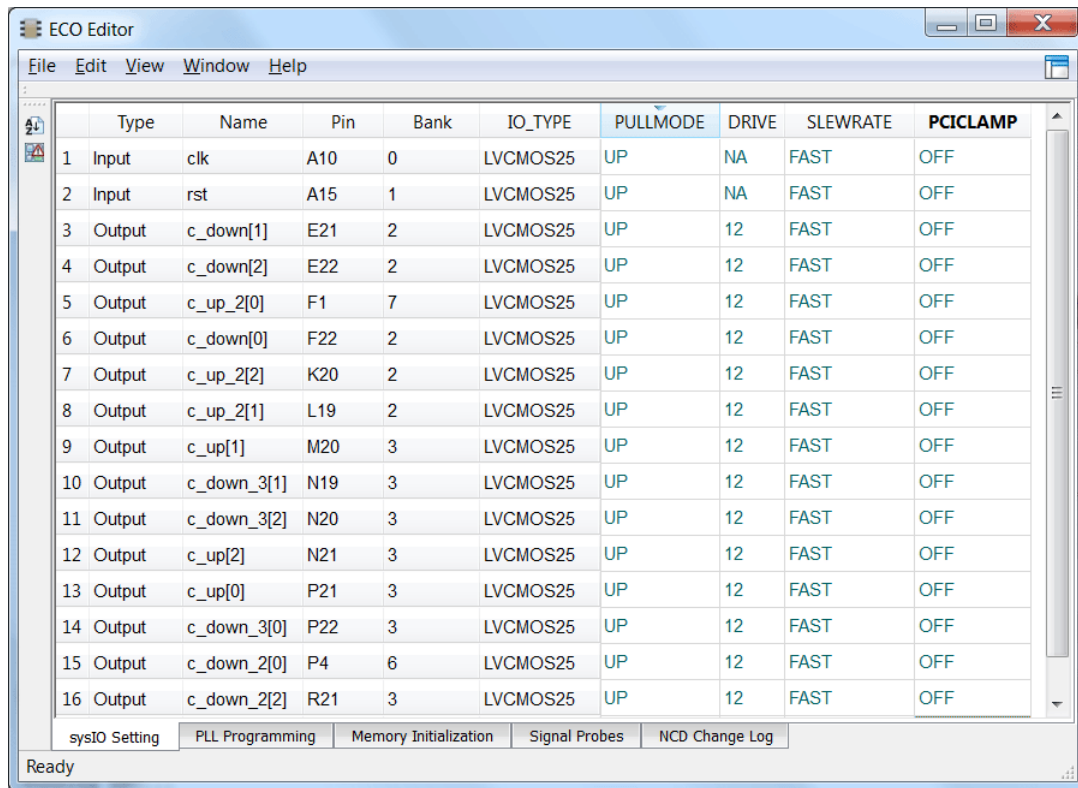 ECO Editor
File Edit View Window Help
Type Name Pin Bank IO_TYPE PULLMODE DRIVE SLEWRATE PCICLAMP
1 Input clk A10 0 LVCMOS25 UP NA FAST OFF
2 Input rst A15 1 LVCMOS25 UP NA FAST OFF
3 Output c_down[1] E21 2 LVCMOS25 UP 12 FAST OFF
4 Output c_down[2] E22 2 LVCMOS25 UP 12 FAST OFF
5 Output c_up_2[0] F1 7 LVCMOS25 UP 12 FAST OFF
6 Output c_down[0] F22 2 LVCMOS25 UP 12 FAST OFF
7 Output c_up_2[2] K20 2 LVCMOS25 UP 12 FAST OFF
8 Output c_up_2[1] L19 2 LVCMOS25 UP 12 FAST OFF
9 Output c_up[1] M20 3 LVCMOS25 UP 12 FAST OFF
10 Output c_down_3[1] N19 3 LVCMOS25 UP 12 FAST OFF
11 Output c_down_3[2] N20 3 LVCMOS25 UP 12 FAST OFF
12 Output c_up[2] N21 3 LVCMOS25 UP 12 FAST OFF
13 Output c_up[0] P21 3 LVCMOS25 UP 12 FAST OFF
14 Output c_down_3[0] P22 3 LVCMOS25 UP 12 FAST OFF
15 Output c_down_2[0] P4 6 LVCMOS25 UP 12 FAST OFF
16 Output c_down_2[2] R21 3 LVCMOS25 UP 12 FAST OFF
sysIO Setting PLL Programming Memory Initialization Signal Probes NCD Change Log
Ready